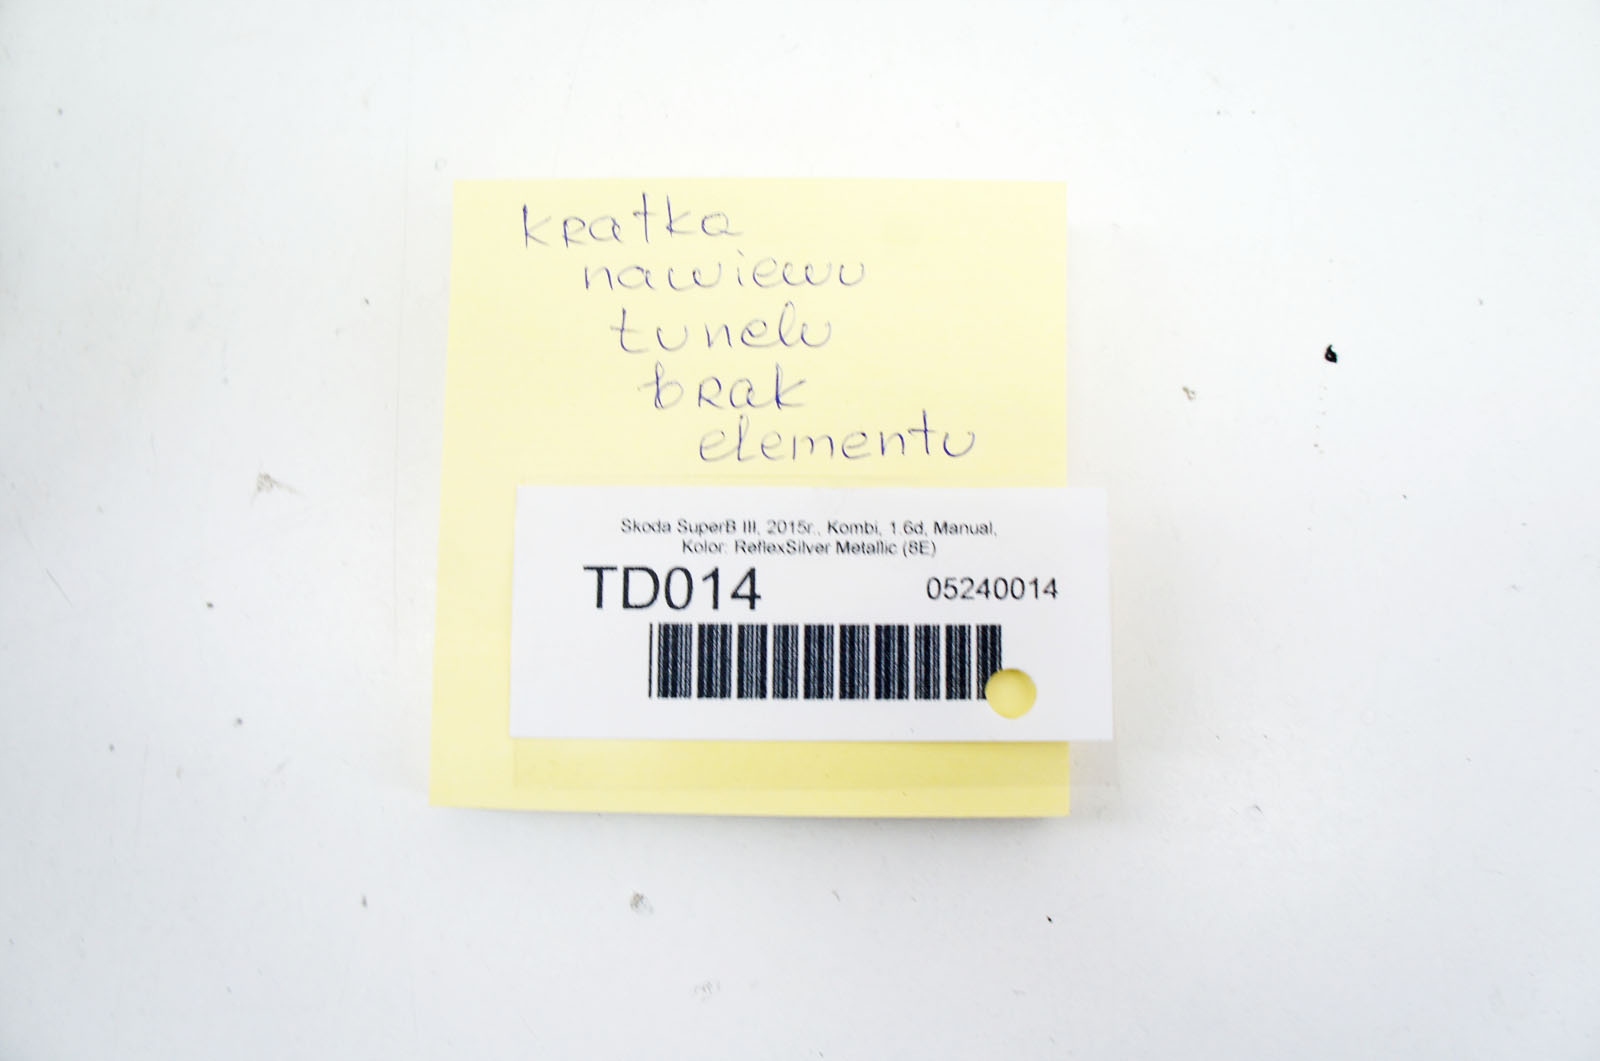 kratka
nawiewu
tunelu
brak
elementu
Skoda SuperB III, 2015r., Kombi, 1.6d, Manual,
Kolor: ReflexSilver Metallic (8E)
TD014 05240014